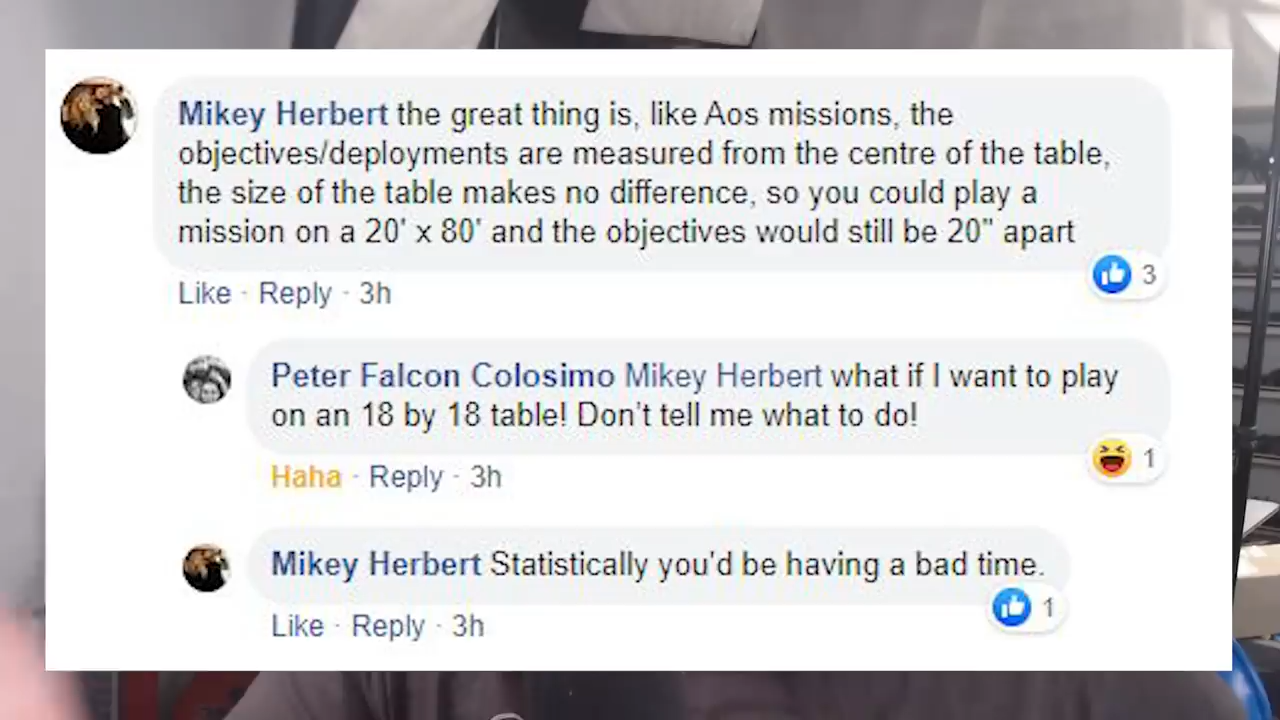 Mikey Herbert the great thing is, like Aos missions, the
objectives/deployments are measured from the centre of the table,
the size of the table makes no difference, so you could play a
mission on a 20' x 80' and the objectives would still be 20" apart
Like · Reply · 3h
3
Peter Falcon Colosimo Mikey Herbert what if I want to play
on an 18 by 18 table! Don't tell me what to do!
Haha · Reply · 3h
1
Mikey Herbert Statistically you'd be having a bad time.
Like · Reply · 3h
1